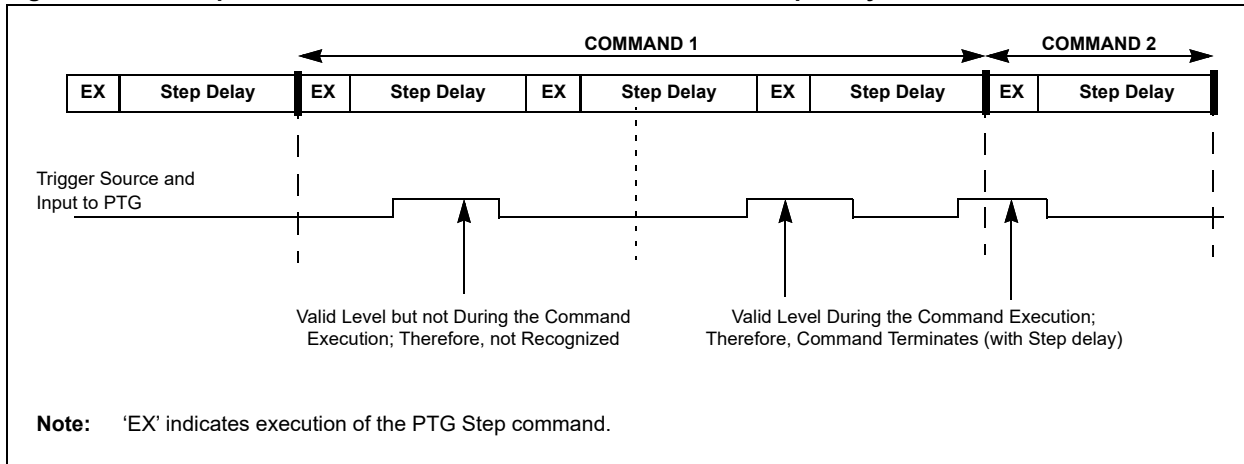 COMMAND 1 COMMAND 2
EX Step Delay EX Step Delay EX Step Delay EX Step Delay EX Step Delay
Trigger Source and
Input to PTG
Valid Level but not During the Command
Execution; Therefore, not Recognized
Valid Level During the Command Execution;
Therefore, Command Terminates (with Step delay)
Note: ‘EX’ indicates execution of the PTG Step command.